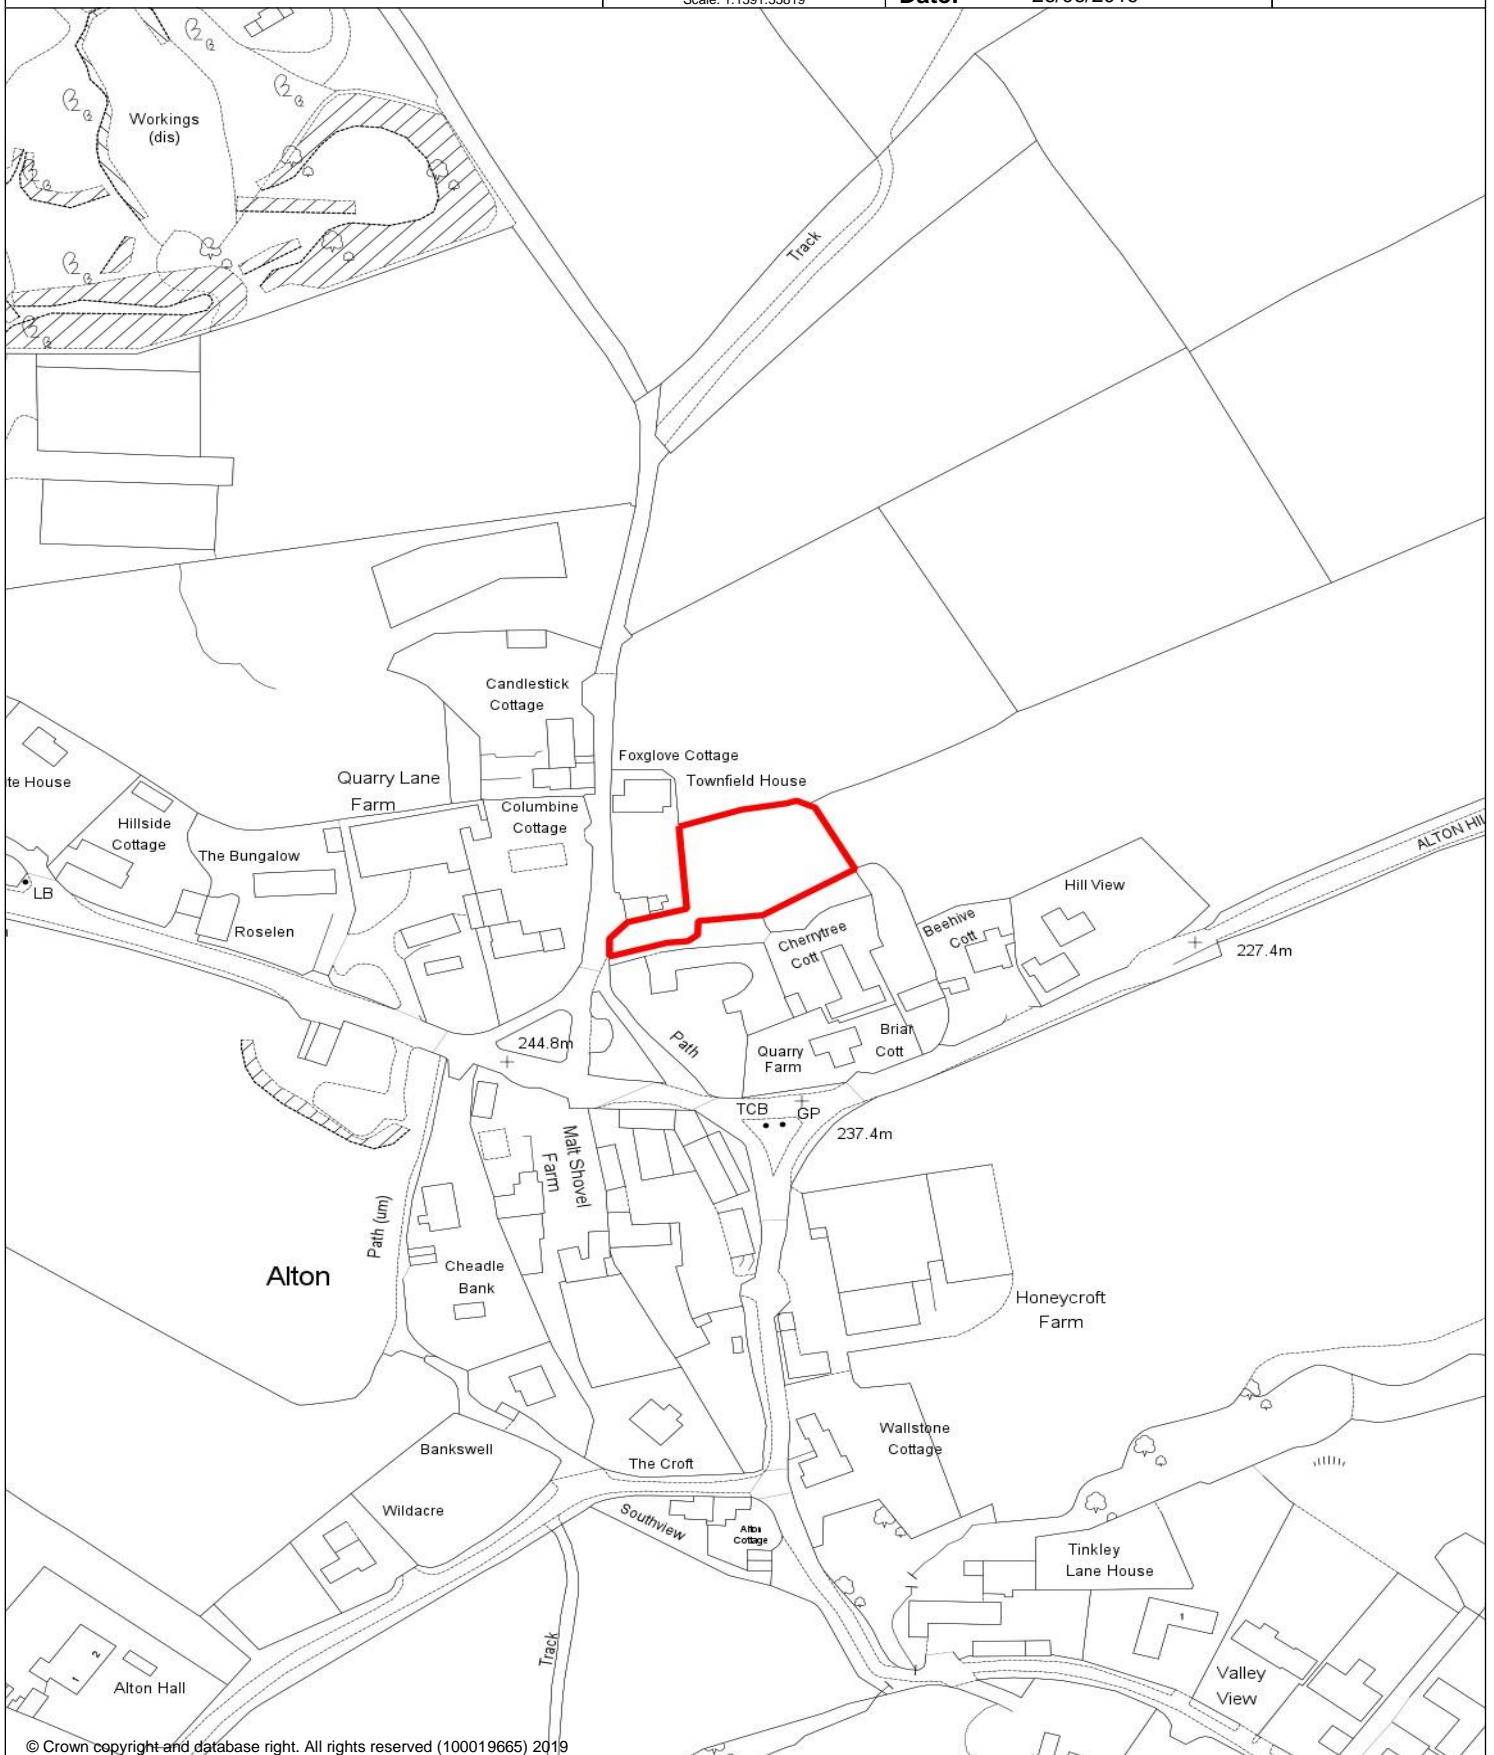 Workings
(dis)
Track
Candlestick
Cottage
Foxglove Cottage
Townfield House
Quarry Lane
Farm
Columbine
Cottage
Hillside
Cottage
The Bungalow
LB
Roselen
ALTON
Hill View
Beehive
Cott
Cherrytree
Cott
227.4m
244.8m
Path
Quarry
Farm
Briar
Cott
TCB
GP
237.4m
Malt Shovel
Farm
Path (um)
Cheadle
Bank
Alton
Honeycroft
Farm
Wallstone
Cottage
Bankswell
The Croft
Wildacre
Southview
Alton
Cottage
Tinkley
Lane House
1
Track
2
1
Alton Hall
Valley
View
© Crown copyright and database right. All rights reserved (100019665) 2019